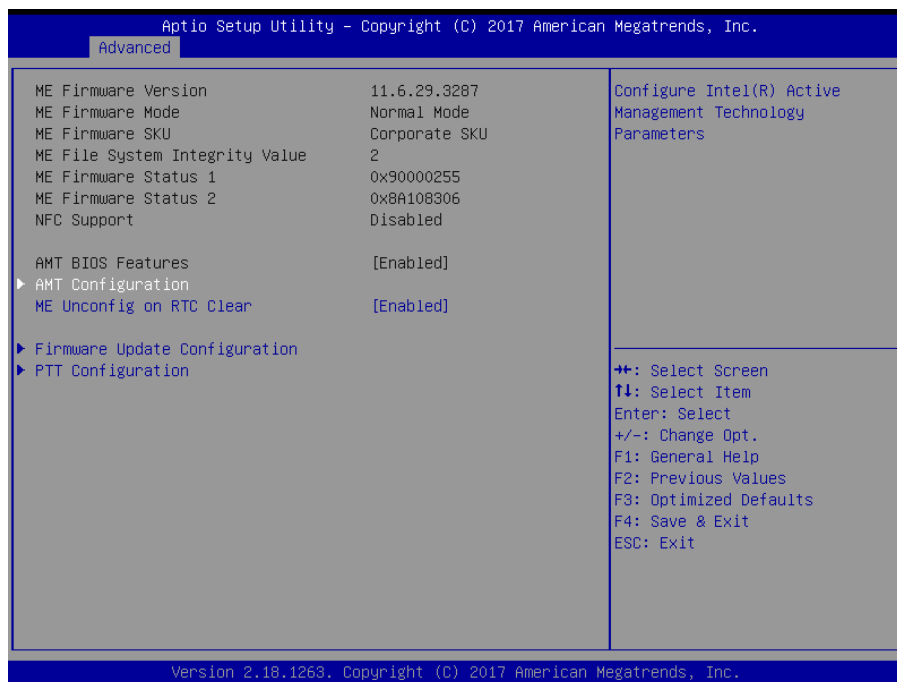 Aptio Setup Utility – Copyright (C) 2017 American Megatrends, Inc.
Advanced
ME Firmware Version 11.6.29.3287
ME Firmware Mode Normal Mode
ME Firmware SKU Corporate SKU
ME File System Integrity Value 2
ME Firmware Status 1 0x90000255
ME Firmware Status 2 0x8A108306
NFC Support Disabled
AMT BIOS Features [Enabled]
AMT Configuration
ME Unconfig on RTC Clear [Enabled]
Firmware Update Configuration
PTT Configuration
Configure Intel(R) Active
Management Technology
Parameters
→←: Select Screen
↑↓: Select Item
Enter: Select
+/-: Change Opt.
F1: General Help
F2: Previous Values
F3: Optimized Defaults
F4: Save & Exit
ESC: Exit
Version 2.18.1263. Copyright (C) 2017 American Megatrends, Inc.